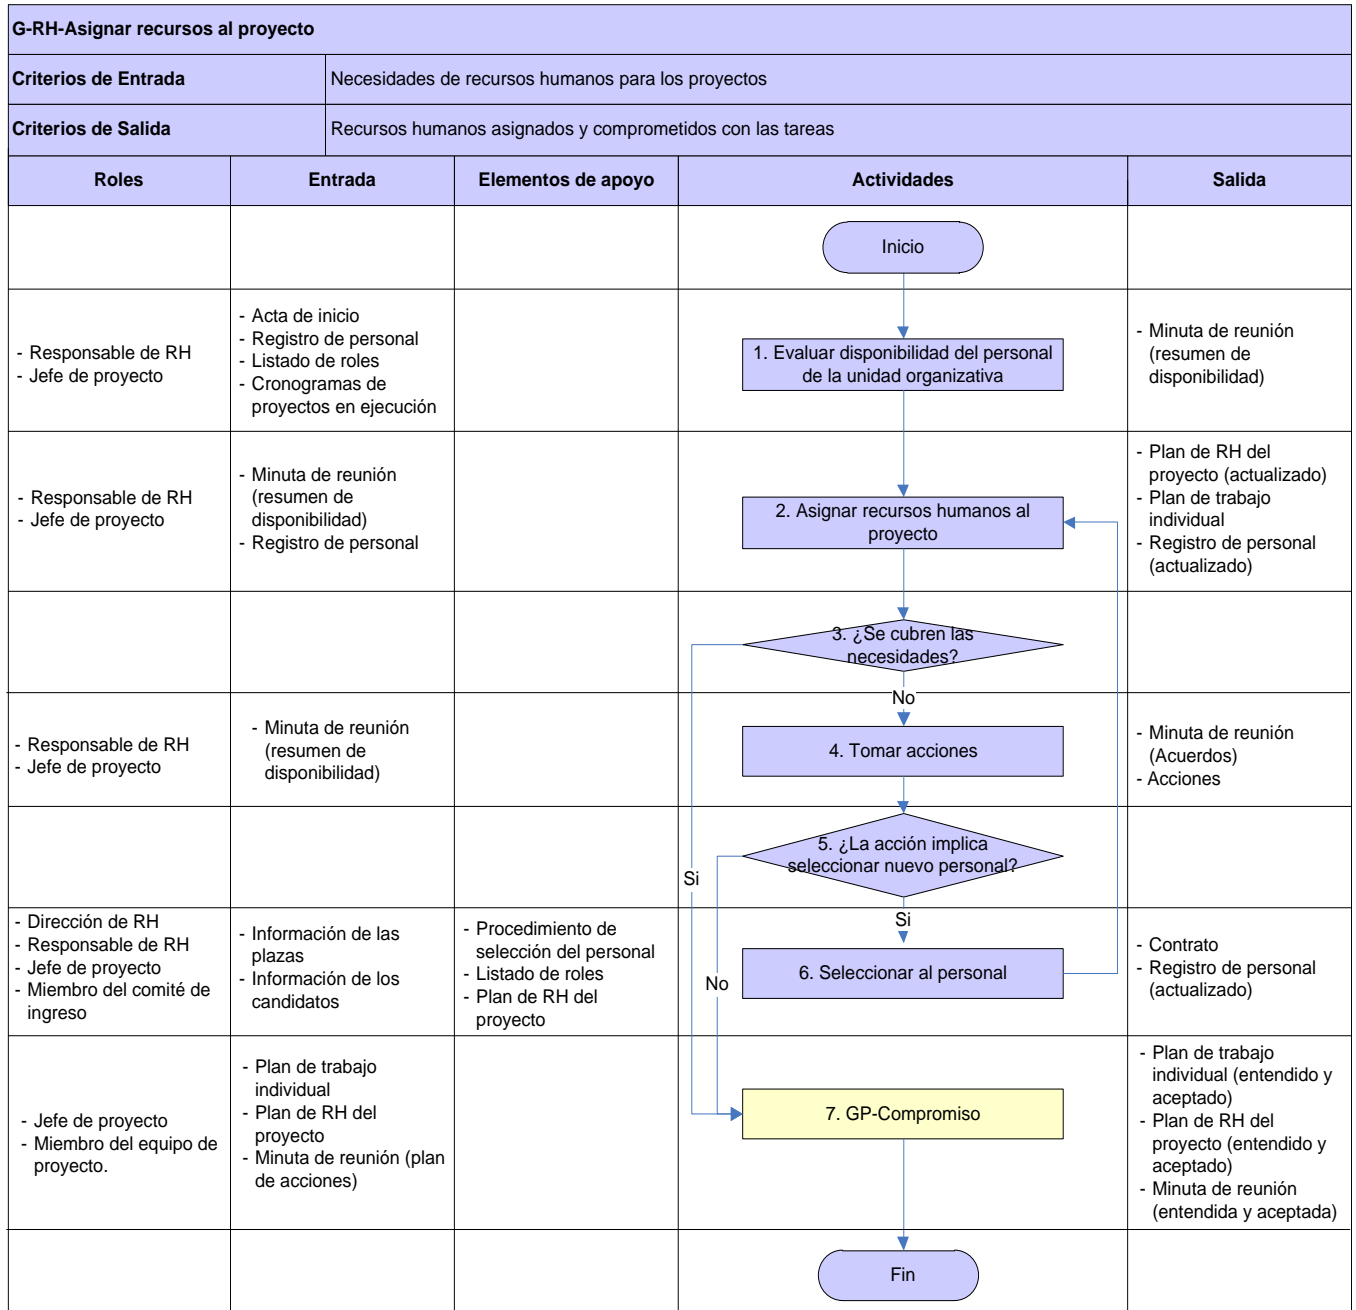 G-RH-Asignar recursos al proyecto
Criterios de Entrada
Necesidades de recursos humanos para los proyectos
Criterios de Salida
Recursos humanos asignados y comprometidos con las tareas
Roles
Entrada
Elementos de apoyo
Actividades
Salida
Inicio
- Responsable de RH
- Jefe de proyecto
- Acta de inicio
- Registro de personal
- Listado de roles
- Cronogramas de
proyectos en ejecución
1. Evaluar disponibilidad del personal
de la unidad organizativa
- Minuta de reunión
(resumen de
disponibilidad)
- Responsable de RH
- Jefe de proyecto
- Minuta de reunión
(resumen de
disponibilidad)
- Registro de personal
2. Asignar recursos humanos al
proyecto
- Plan de RH del
proyecto (actualizado)
- Plan de trabajo
individual
- Registro de personal
(actualizado)
3. ¿Se cubren las
necesidades?
No
- Responsable de RH
- Jefe de proyecto
- Minuta de reunión
(resumen de
disponibilidad)
4. Tomar acciones
- Minuta de reunión
(Acuerdos)
- Acciones
5. ¿La acción implica
seleccionar nuevo personal?
Si
Si
- Dirección de RH
- Responsable de RH
- Jefe de proyecto
- Miembro del comité de
ingreso
- Información de las
plazas
- Información de los
candidatos
- Procedimiento de
selección del personal
- Listado de roles
- Plan de RH del
proyecto
No
6. Seleccionar al personal
- Contrato
- Registro de personal
(actualizado)
- Jefe de proyecto
- Miembro del equipo de
proyecto.
- Plan de trabajo
individual
- Plan de RH del
proyecto
- Minuta de reunión (plan
de acciones)
7. GP-Compromiso
- Plan de trabajo
individual (entendido y
aceptado)
- Plan de RH del
proyecto (entendido y
aceptado)
- Minuta de reunión
(entendida y aceptada)
Fin